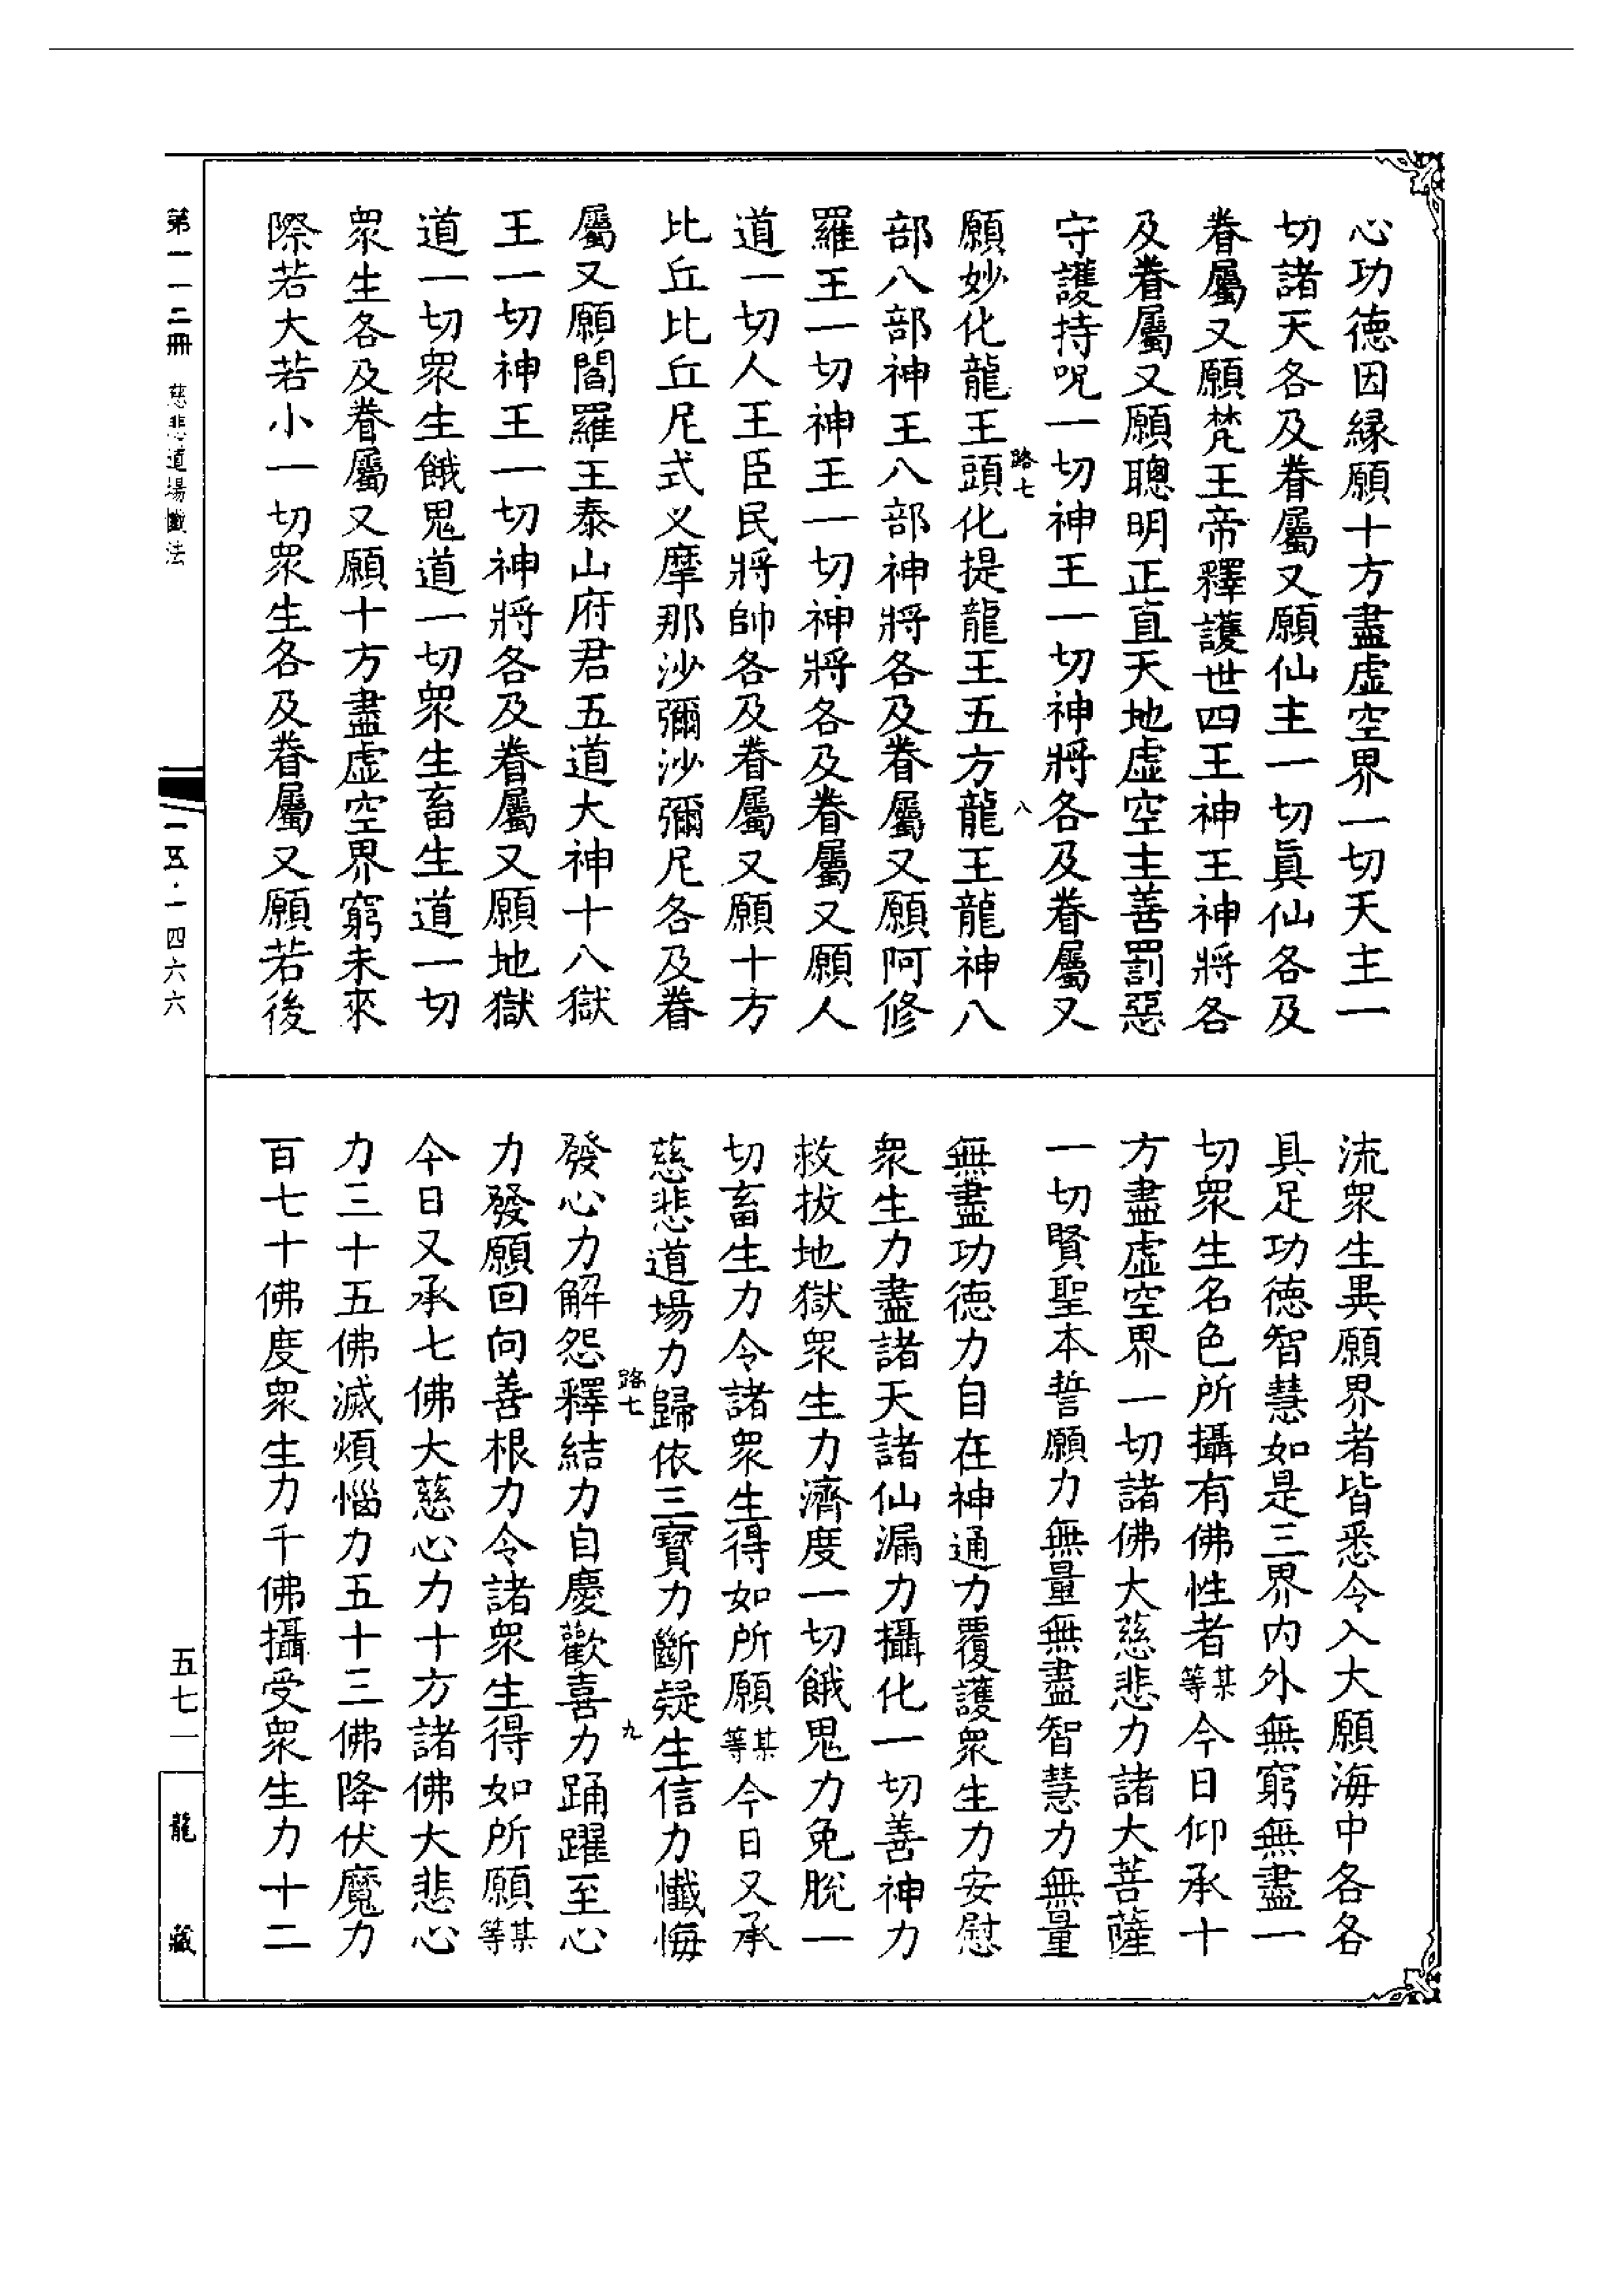 心功德因緣願十方盡虛空界一切天主一
切諸天各及眷屬又願仙主一切眞仙各及
眷屬又願梵王帝釋護世四王神王神將各
及眷屬又願聰明正直天地虛空主善罰惡
守護持呪一切神王一切神將各及眷屬又
路七
八
願妙化龍王頭化提龍王五方龍王龍神八
部八部神王八部神將各及眷屬又願阿修
羅王一切神王一切神將各及眷屬又願人
道一切人王臣民將帥各及眷屬又願十方
比丘比丘尼式叉摩那沙彌沙彌尼各及眷
屬又願閻羅王泰山府君五道大神十八獄
王一切神王一切神將各及眷屬又願地獄
道一切衆生餓鬼道一切衆生畜生道一切
衆生各及眷屬又願十方盡虛空界窮未來
際若大若小一切衆生各及眷屬又願若後
流衆生異願界者皆悉令入大願海中各各
具足功德智慧如是三界內外無窮無盡一
切衆生名色所攝有佛性者某等今日仰承十
方盡虛空界一切諸佛大慈悲力諸大菩薩
一切賢聖本誓願力無量無盡智慧力無量
無盡功德力自在神通力覆護衆生力安慰
衆生力盡諸天諸仙漏力攝化一切善神力
救拔地獄衆生力濟度一切餓鬼力免脫一
切畜生力令諸衆生得如所願某等今日又承
慈悲道場力歸依三寶力斷疑生信力懺悔
路七
九
發心力解怨釋結力自慶歡喜力踊躍至心
力發願回向善根力令諸衆生得如所願某等
今日又承七佛大慈心力十方諸佛大悲心
力三十五佛滅煩惱力五十三佛降伏魔力
百七十佛度衆生力千佛攝受衆生力十二
第一一二冊 慈悲道場懺法
一五五·一四六六
五七一
龍藏